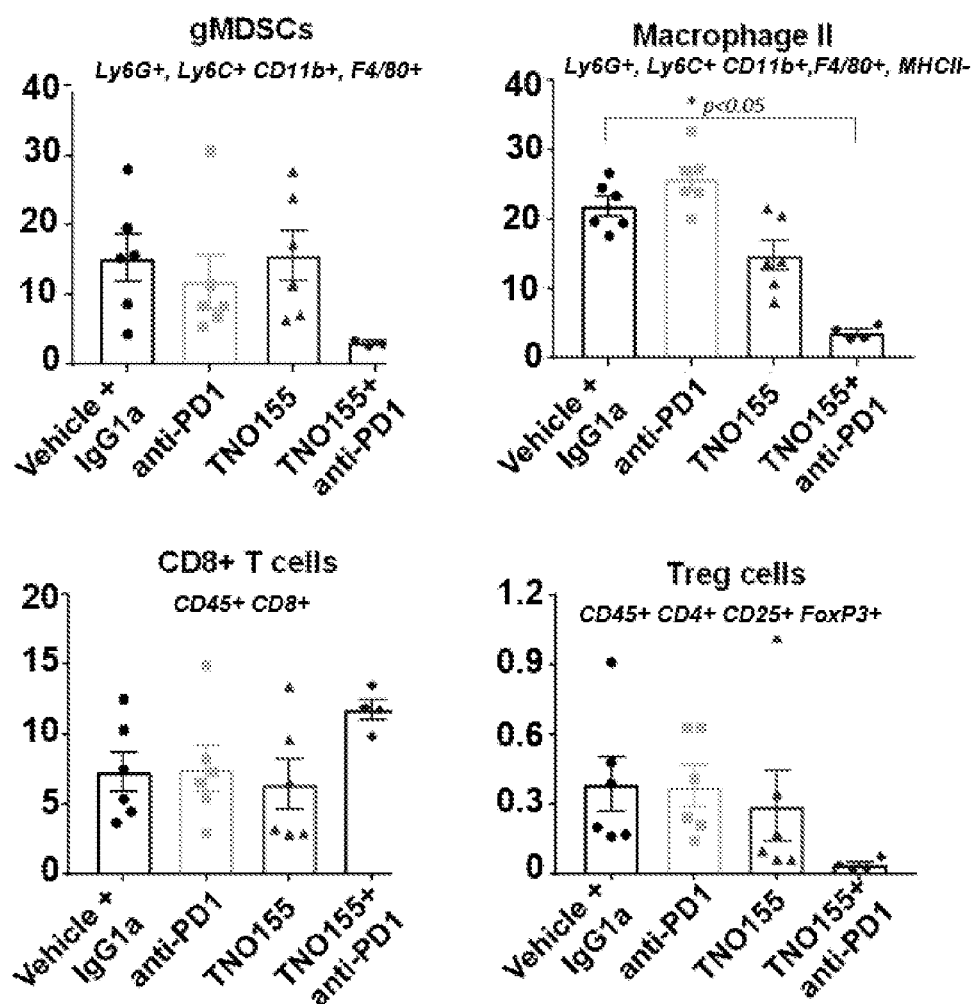 gMDSCs
Ly6G+, Ly6C+ CD11b+, F4/80+
40
30
20
10
0
Vehicle +
IgG1a
anti-PD1
TNO155
TNO155+
anti-PD1
Macrophage II
Ly6G+, Ly6C+ CD11b+,F4/80+, MHCII-
p<0.05
40
30
20
10
0
Vehicle +
IgG1a
anti-PD1
TNO155
TNO155+
anti-PD1
CD8+ T cells
CD45+ CD8+
20
15
10
5
0
Vehicle +
IgG1a
anti-PD1
TNO155
TNO155+
anti-PD1
Treg cells
CD45+ CD4+ CD25+ FoxP3+
1.2
0.9
0.6
0.3
0
Vehicle +
IgG1a
anti-PD1
TNO155
TNO155+
anti-PD1